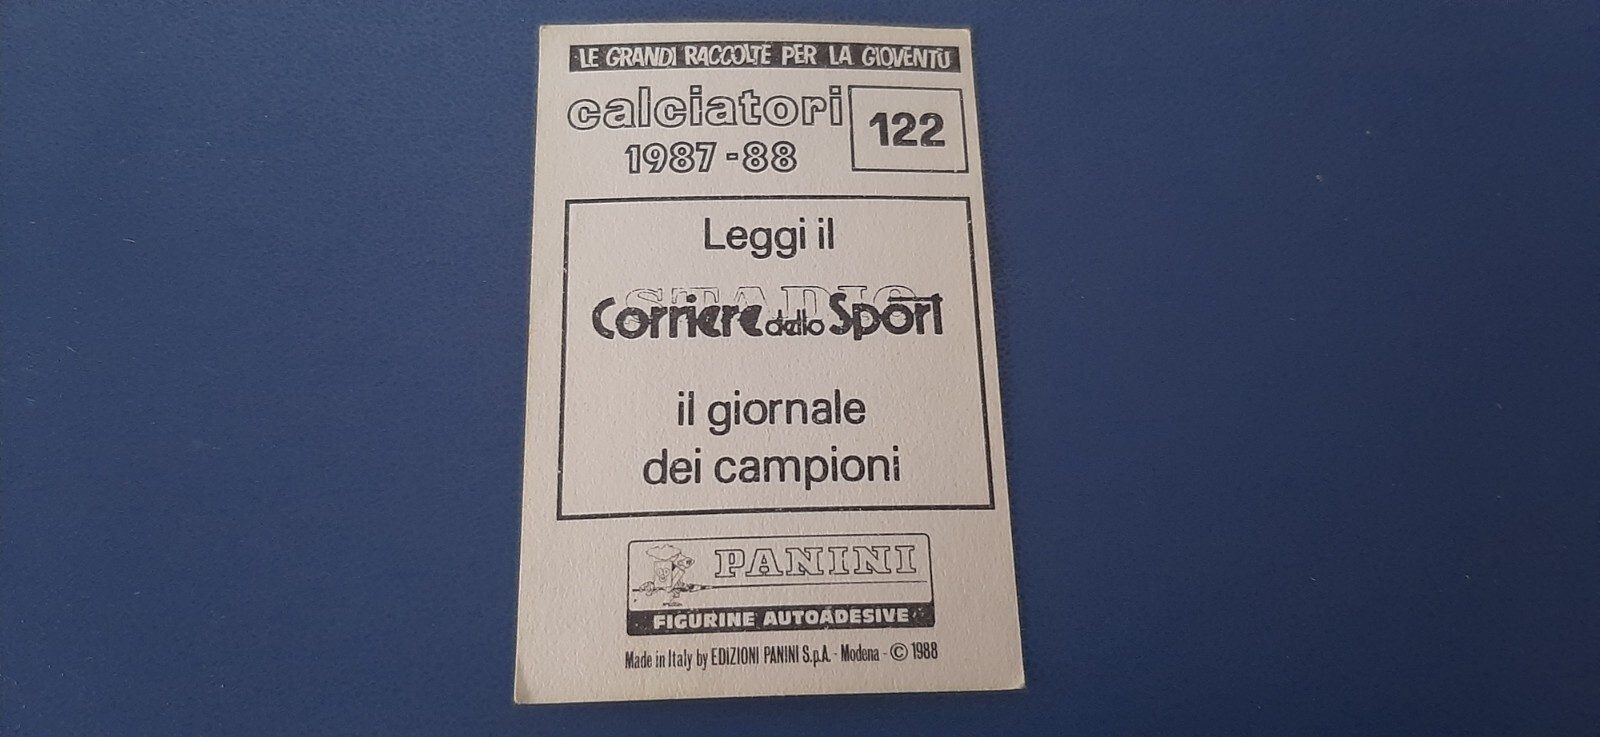 LE GRANDI RACCOLTE PER LA GIOVENTÙ
calciatori
122
1987-88
Leggi il
STADIO
Corriere dello Sport
il giornale
dei campioni
PANINI
FIGURINE AUTOADESIVE
Made in Italy by EDIZIONI PANINI S.p.A. - Modena - © 1988